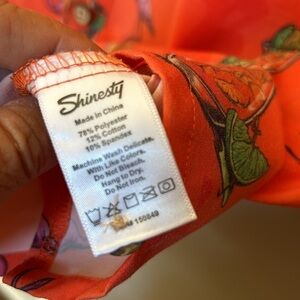 Shinesty
Made in China
78% Polyester
12% Cotton
10% Spandex
Machine Wash Delicate.
With Like Colors.
Do Not Bleach.
Hang to Dry.
Do Not Iron.
150849